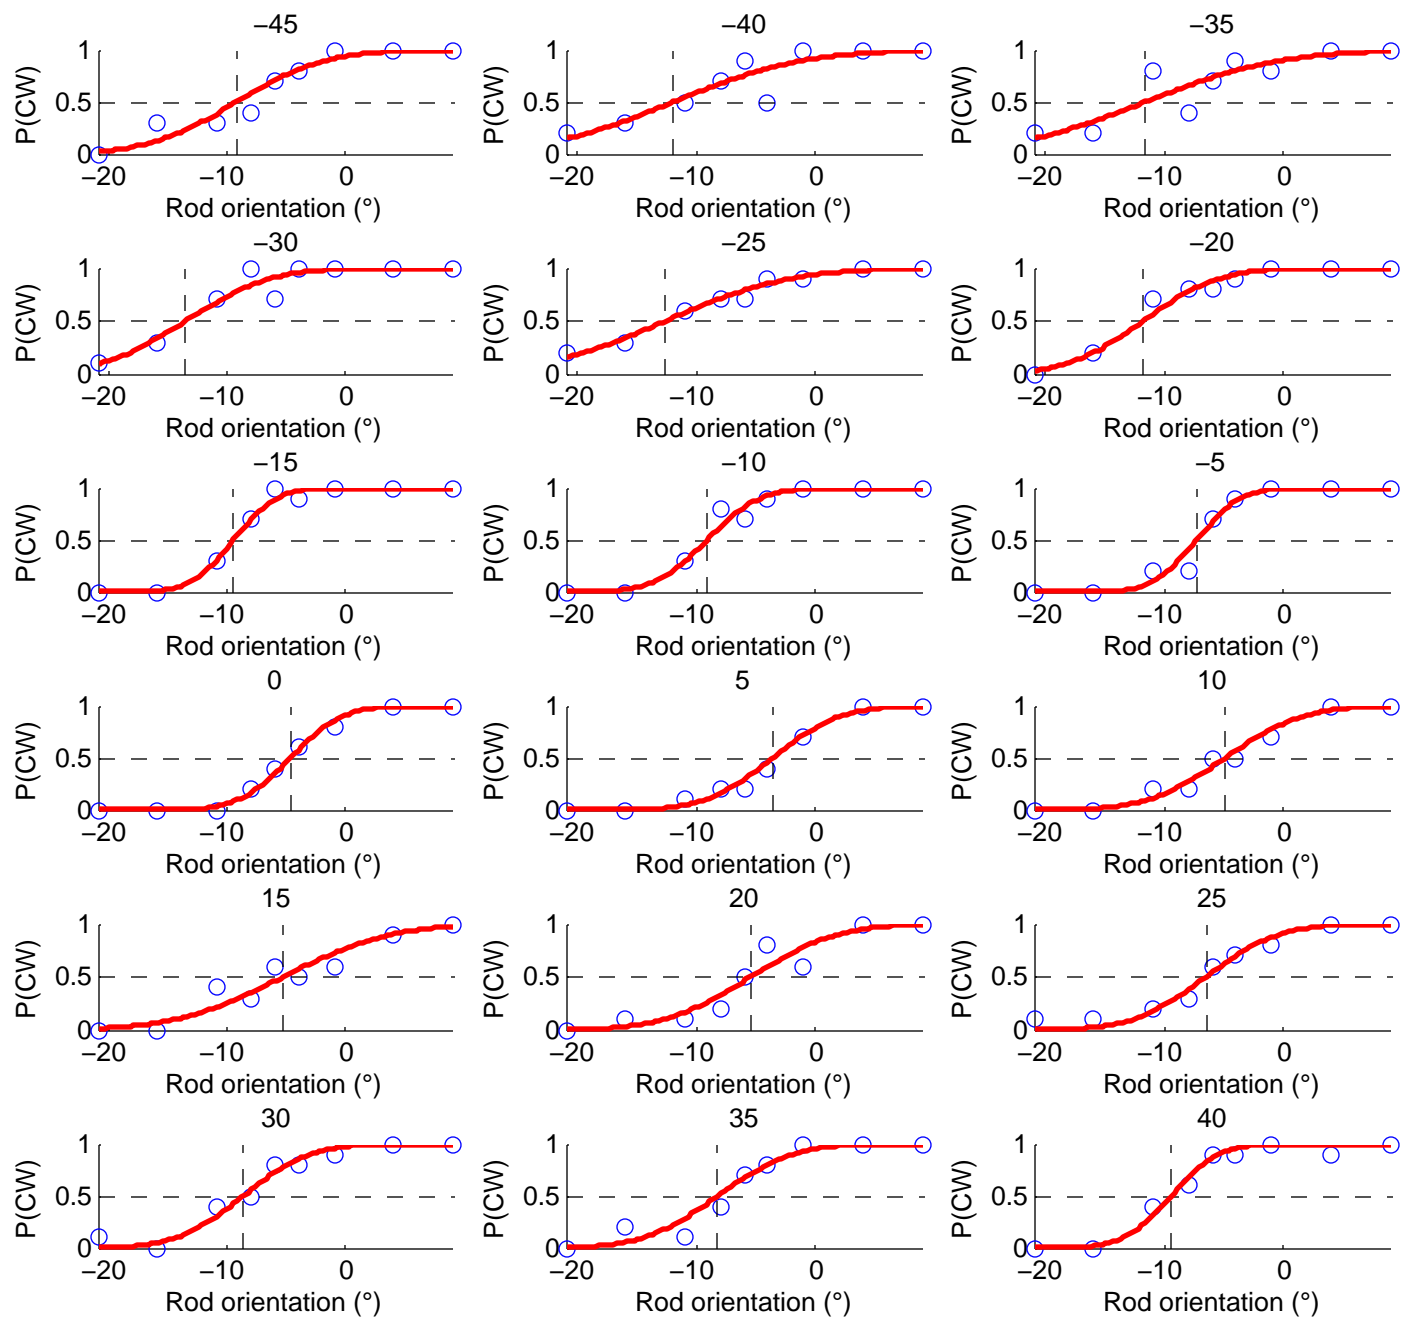 −45 −40 −35
1 1 1
P(CW) P(CW) P(CW)
0.5 0.5 0.5
0 0 0
−20 −10 0 −20 −10 0 −20 −10 0
Rod orientation (°) Rod orientation (°) Rod orientation (°)
−30 −25 −20
1 1 1
P(CW) P(CW) P(CW)
0.5 0.5 0.5
0 0 0
−20 −10 0 −20 −10 0 −20 −10 0
Rod orientation (°) Rod orientation (°) Rod orientation (°)
−15 −10 −5
1 1 1
P(CW) P(CW) P(CW)
0.5 0.5 0.5
0 0 0
−20 −10 0 −20 −10 0 −20 −10 0
Rod orientation (°) Rod orientation (°) Rod orientation (°)
0 5 10
1 1 1
P(CW) P(CW) P(CW)
0.5 0.5 0.5
0 0 0
−20 −10 0 −20 −10 0 −20 −10 0
Rod orientation (°) Rod orientation (°) Rod orientation (°)
15 20 25
1 1 1
P(CW) P(CW) P(CW)
0.5 0.5 0.5
0 0 0
−20 −10 0 −20 −10 0 −20 −10 0
Rod orientation (°) Rod orientation (°) Rod orientation (°)
30 35 40
1 1 1
P(CW) P(CW) P(CW)
0.5 0.5 0.5
0 0 0
−20 −10 0 −20 −10 0 −20 −10 0
Rod orientation (°) Rod orientation (°) Rod orientation (°)